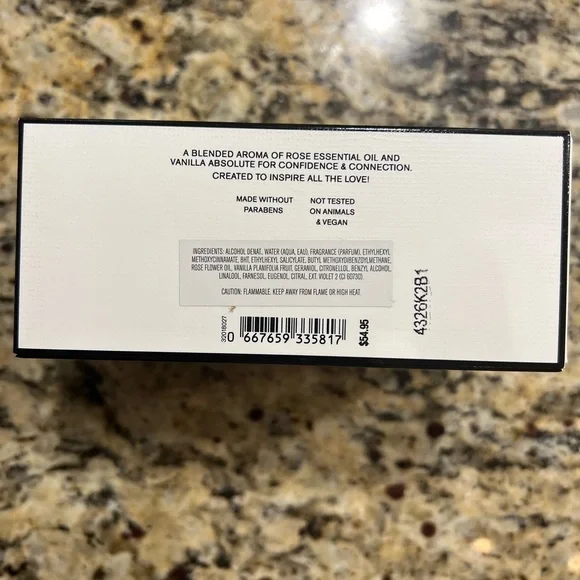 A BLENDED AROMA OF ROSE ESSENTIAL OIL AND
VANILLA ABSOLUTE FOR CONFIDENCE & CONNECTION.
CREATED TO INSPIRE ALL THE LOVE!
MADE WITHOUT
PARABENS
NOT TESTED
ON ANIMALS
& VEGAN
INGREDIENTS: ALCOHOL DENAT., WATER (AQUA, EAU), FRAGRANCE (PARFUM), ETHYLHEXYL
METHOXYCINNAMATE, BHT, ETHYLHEXYL SALICYLATE, BUTYL METHOXYDIBENZOYLMETHANE,
ROSE FLOWER OIL, VANILLA PLANIFOLIA FRUIT, GERANIOL, CITRONELLOL, BENZYL ALCOHOL,
LINALOOL, FARNESOL, EUGENOL, CITRAL, EXT. VIOLET 2 (CI 60730)
CAUTION: FLAMMABLE. KEEP AWAY FROM FLAME OR HIGH HEAT.
3201B027
0 667659 335817
$54.95
4326K2B1